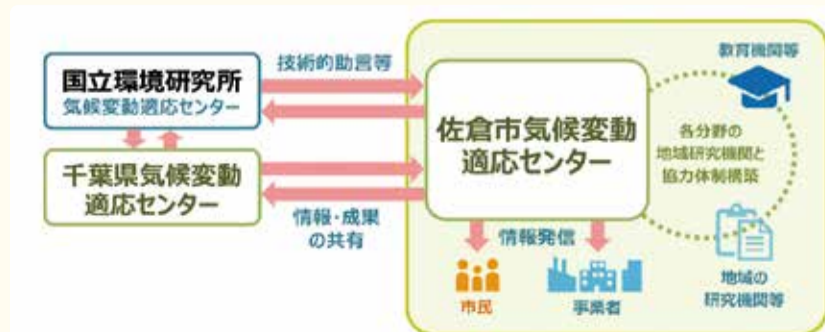 国立環境研究所
気候変動適応センター
技術的助言等
千葉県気候変動
適応センター
情報・成果
の共有
佐倉市気候変動
適応センター
教育機関等
各分野の
地域研究機関と
協力体制構築
情報発信
市民
事業者
地域の
研究機関等